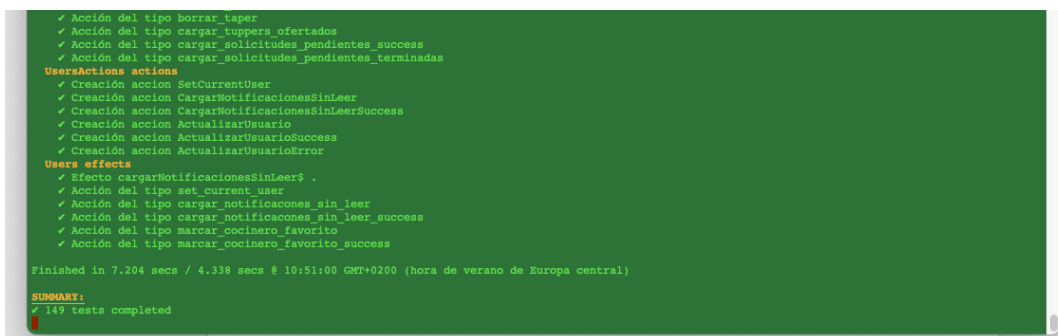 ✔ Acción del tipo borrar_taper
✔ Acción del tipo cargar_tuppers_ofertados
✔ Acción del tipo cargar_solicitudes_pendientes_success
✔ Acción del tipo cargar_solicitudes_pendientes_terminadas
UsersActions actions
✔ Creación accion SetCurrentUser
✔ Creación accion CargarNotificacionesSinLeer
✔ Creación accion CargarNotificacionesSinLeerSuccess
✔ Creación accion ActualizarUsuario
✔ Creación accion ActualizarUsuarioSuccess
✔ Creación accion ActualizarUsuarioError
Users effects
✔ Efecto cargarNotificacionesSinLeer$ .
✔ Acción del tipo set_current_user
✔ Acción del tipo cargar_notificacones_sin_leer
✔ Acción del tipo cargar_notificacones_sin_leer_success
✔ Acción del tipo marcar_cocinero_favorito
✔ Acción del tipo marcar_cocinero_favorito_success
Finished in 7.204 secs / 4.338 secs @ 10:51:00 GMT+0200 (hora de verano de Europa central)
SUMMARY:
✔ 149 tests completed